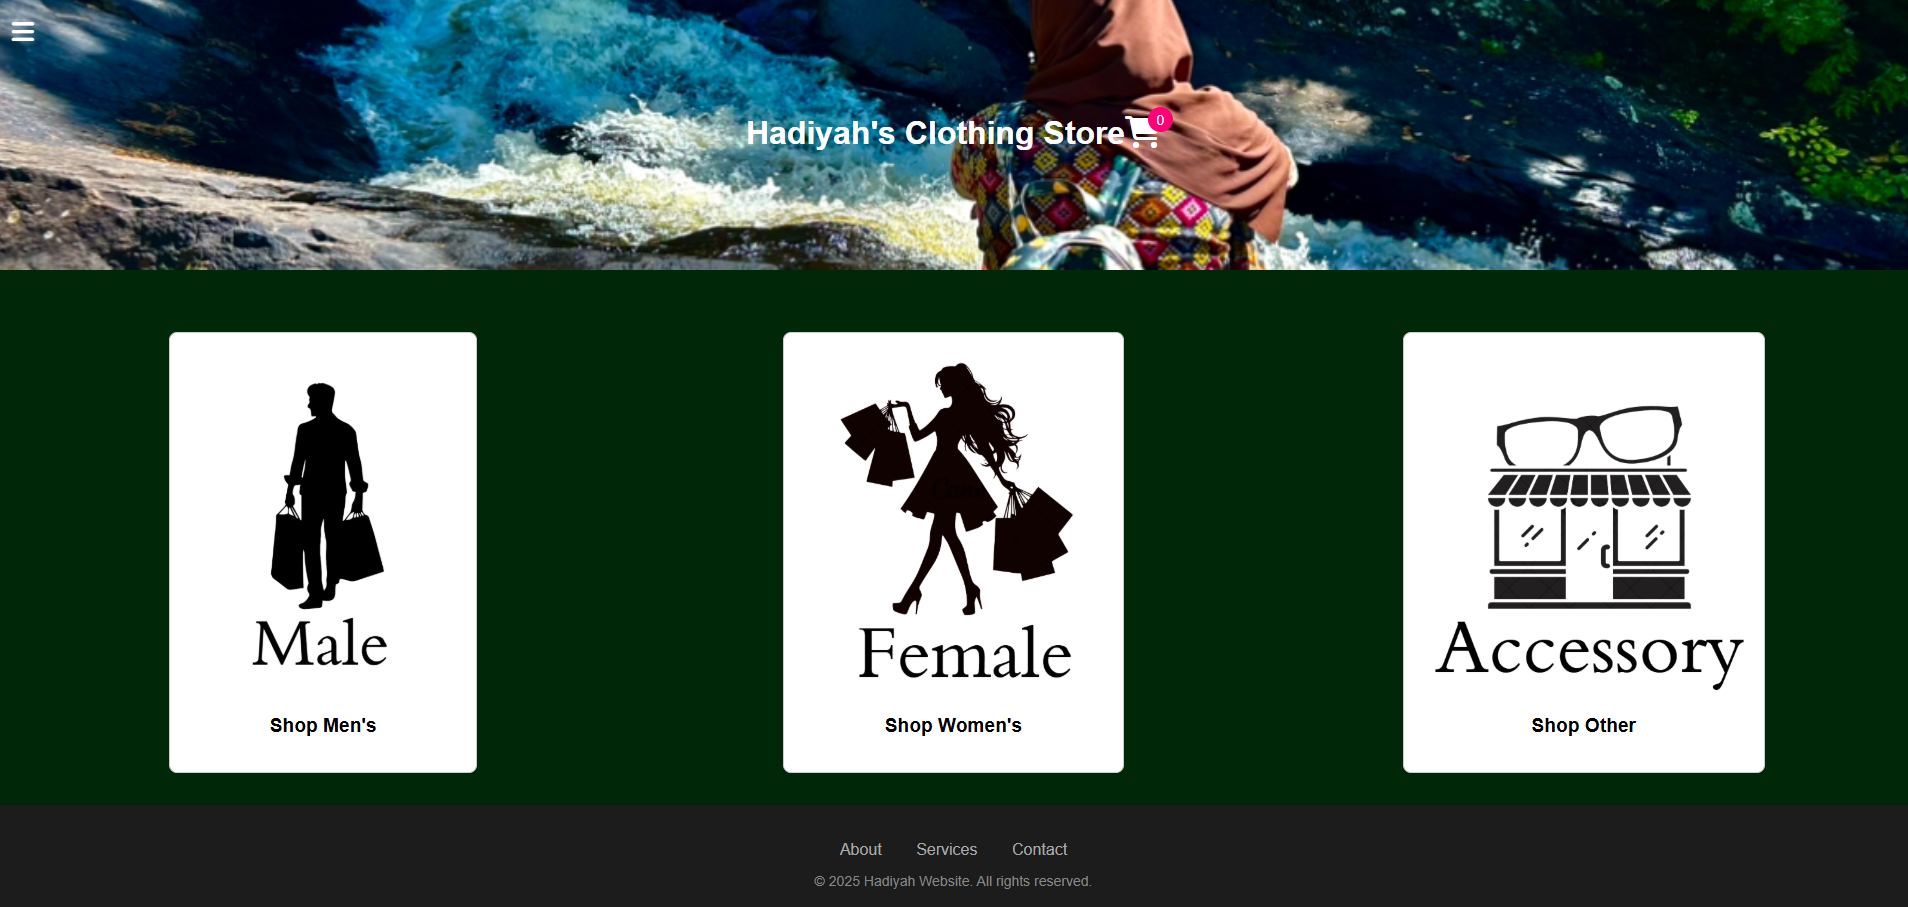 Hadiyah's Clothing Store 0
Male
Female
Accessory
Shop Men's
Shop Women's
Shop Other
About Services Contact
© 2025 Hadiyah Website. All rights reserved.